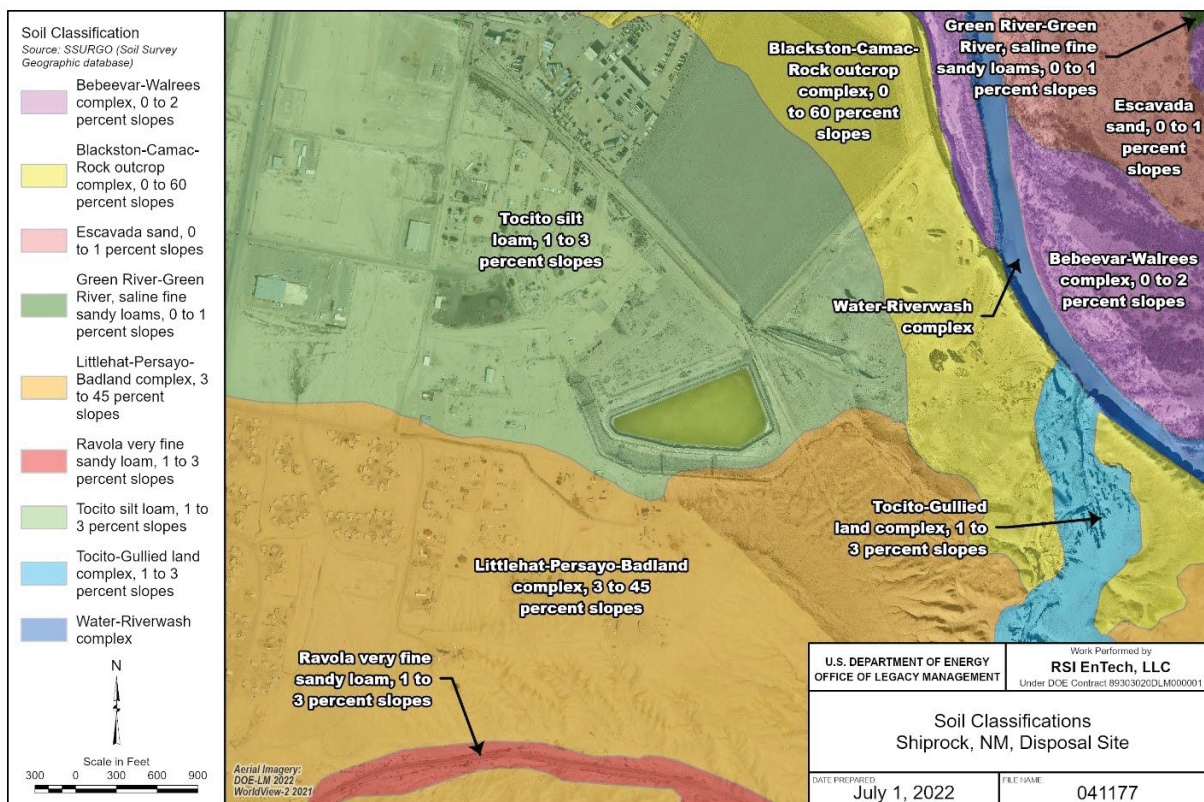 Soil Classification
Source: SSURGO (Soil Survey
Geographic database)
Bebeevar-Walrees
complex, 0 to 2
percent slopes
Blackston-Camac-
Rock outcrop
complex, 0 to 60
percent slopes
Escavada sand, 0
to 1 percent slopes
Green River-Green
River, saline fine
sandy loams, 0 to 1
percent slopes
Littlehat-Persayo-
Badland complex, 3
to 45 percent
slopes
Ravola very fine
sandy loam, 1 to 3
percent slopes
Tocito silt loam, 1 to
3 percent slopes
Tocito-Gullied land
complex, 1 to 3
percent slopes
Water-Riverwash
complex
N
Scale in Feet
300 0 300 600 900
Blackston-Camac-
Rock outcrop
complex, 0
to 60 percent
slopes
Green River-Green
River, saline fine
sandy loams, 0 to 1
percent slopes
Escavada
sand, 0 to 1
percent
slopes
Tocito silt
loam, 1 to 3
percent slopes
Bebeevar-Walrees
complex, 0 to 2
percent slopes
Water-Riverwash
complex
Tocito-Gullied
land complex, 1 to
3 percent slopes
Littlehat-Persayo-Badland
complex, 3 to 45
percent slopes
Ravola very fine
sandy loam, 1 to
3 percent slopes
Aerial Imagery:
DOE-LM 2022
WorldView-2 2021
U.S. DEPARTMENT OF ENERGY
OFFICE OF LEGACY MANAGEMENT
Work Performed by
RSI EnTech, LLC
Under DOE Contract 89303020DLM000001
Soil Classifications
Shiprock, NM, Disposal Site
DATE PREPARED:
July 1, 2022
FILE NAME:
041177